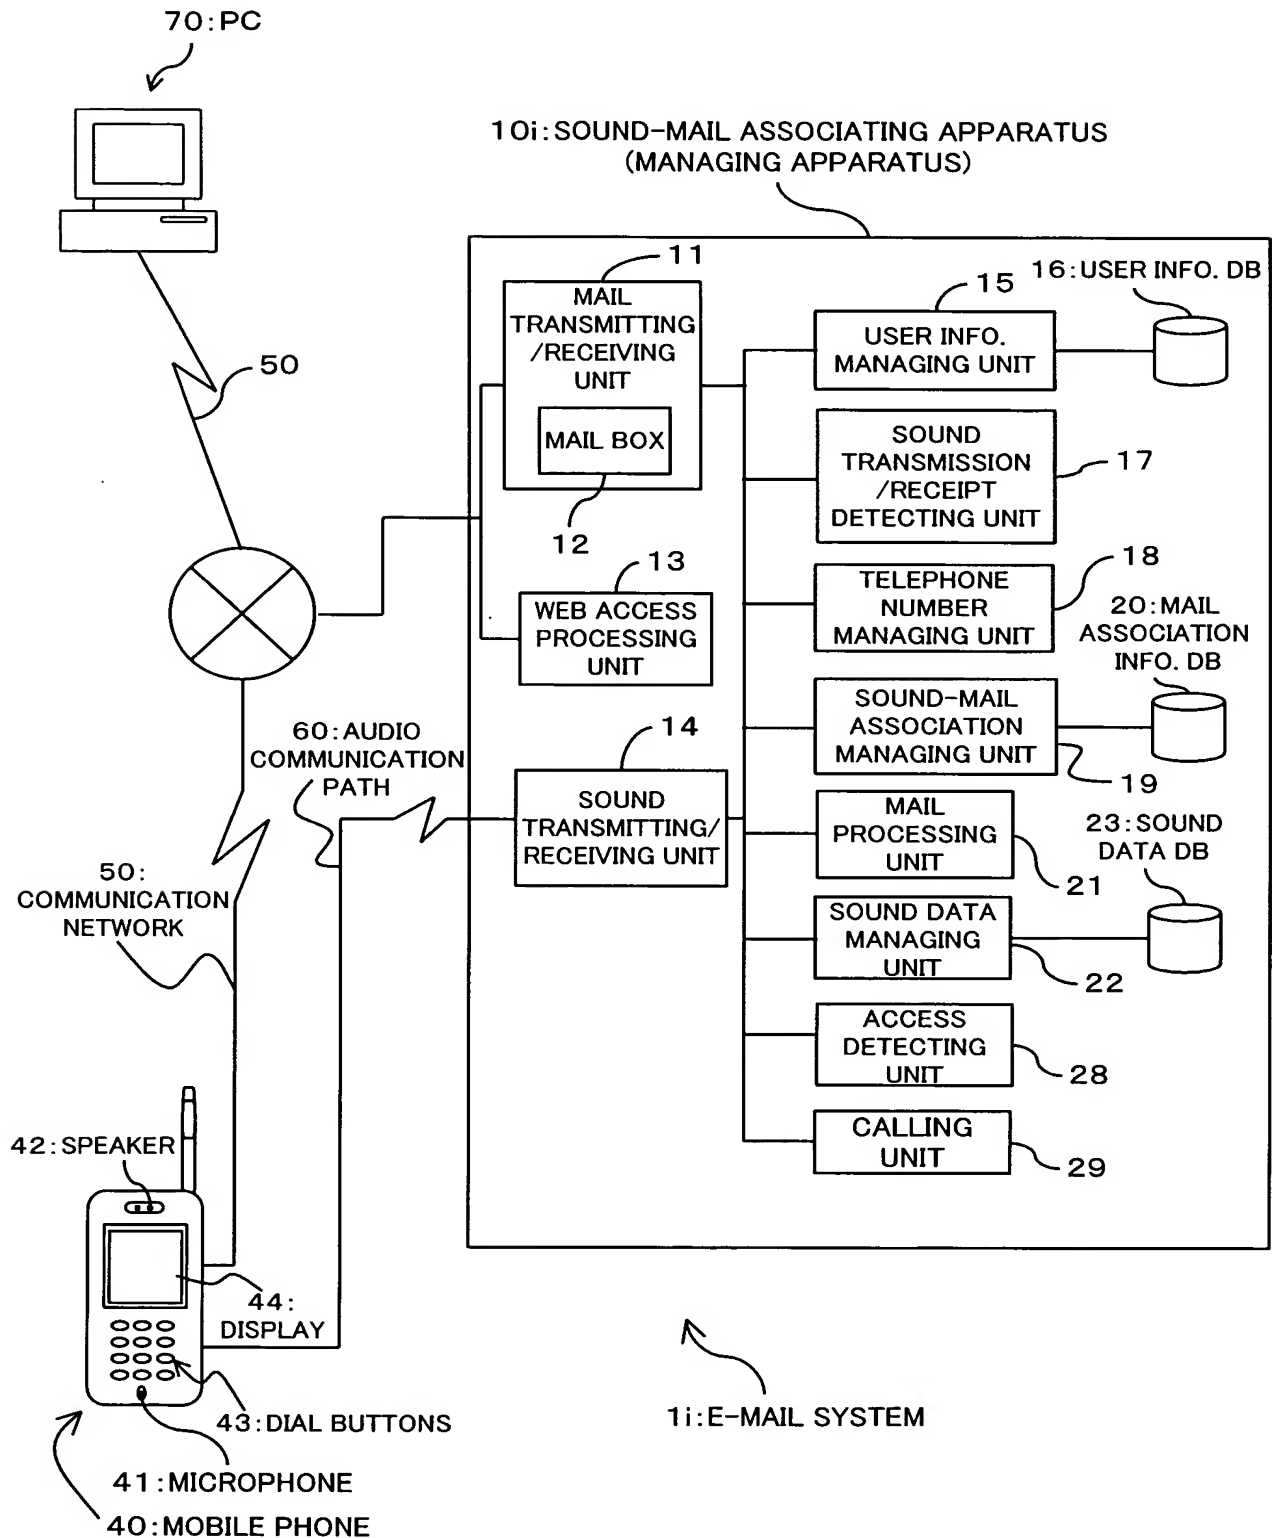 70:PC
10i:SOUND-MAIL ASSOCIATING APPARATUS
(MANAGING APPARATUS)
11
MAIL
TRANSMITTING
/RECEIVING
UNIT
MAIL BOX
12
13
WEB ACCESS
PROCESSING
UNIT
14
SOUND
TRANSMITTING/
RECEIVING UNIT
15
USER INFO.
MANAGING UNIT
16:USER INFO. DB
SOUND
TRANSMISSION
/RECEIPT
DETECTING UNIT
17
TELEPHONE
NUMBER
MANAGING UNIT
18
20:MAIL
ASSOCIATION
INFO. DB
SOUND-MAIL
ASSOCIATION
MANAGING UNIT
19
MAIL
PROCESSING
UNIT
21
23:SOUND
DATA DB
SOUND DATA
MANAGING
UNIT
22
ACCESS
DETECTING
UNIT
28
CALLING
UNIT
29
50
60:AUDIO
COMMUNICATION
PATH
50:
COMMUNICATION
NETWORK
42:SPEAKER
44:
DISPLAY
43:DIAL BUTTONS
41:MICROPHONE
40:MOBILE PHONE
1i:E-MAIL SYSTEM